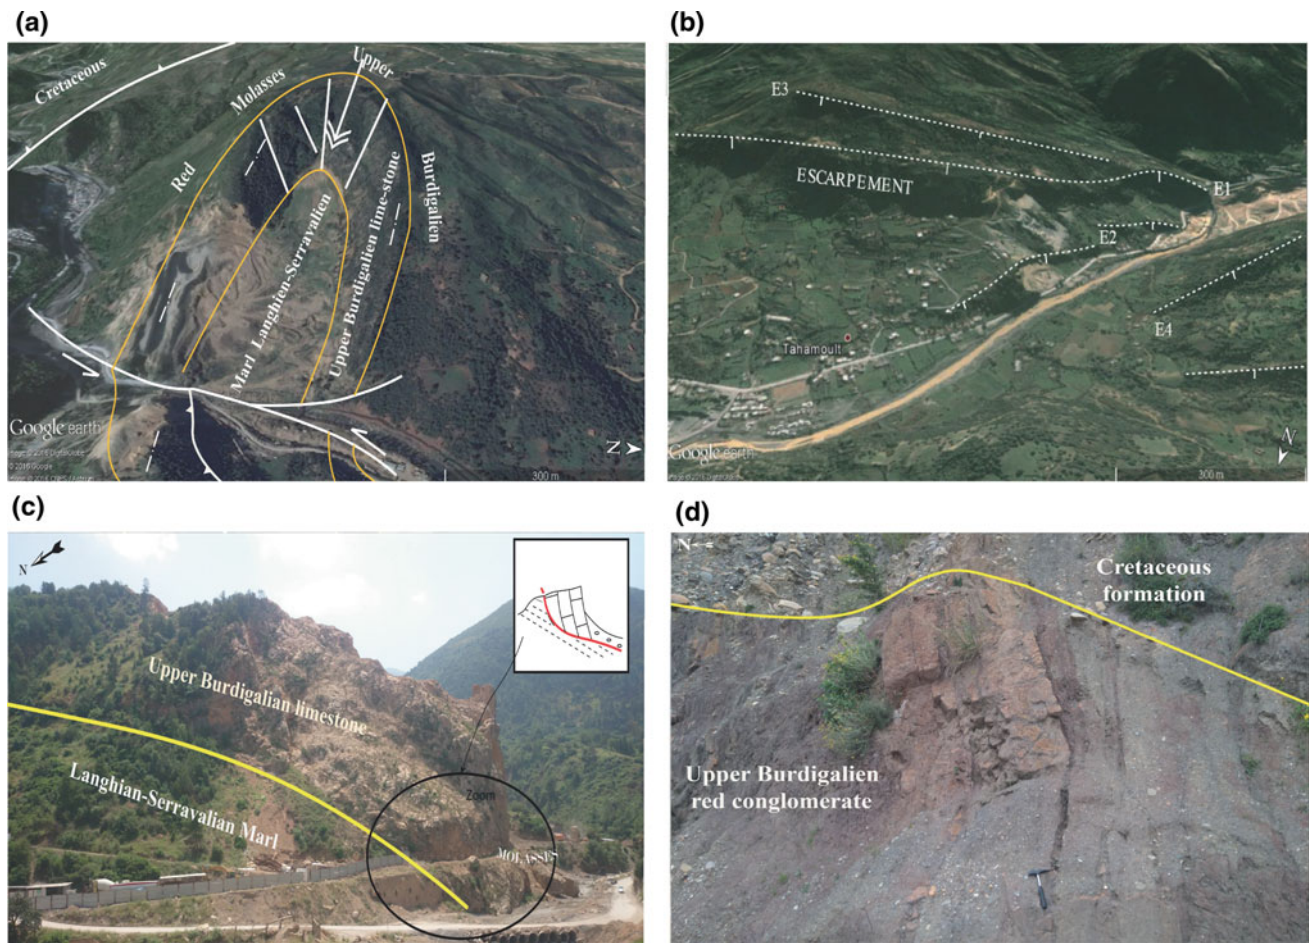 (a)
Cretaceous
Red
Molasses
Upper
Burdigalien
Marl Langhien-Serravalien
Upper Burdigalien lime-stone
Google earth
© 2016 Google
300 m
N
(b)
E3
ESCARPEMENT
E1
E2
E4
Tahamoult
Google earth
300 m
N
(c)
N
Upper Burdigalian limestone
Langhian-Serravalian Marl
Zoom
MOLASSES
(d)
N
Cretaceous
formation
Upper Burdigalien
red conglomerate